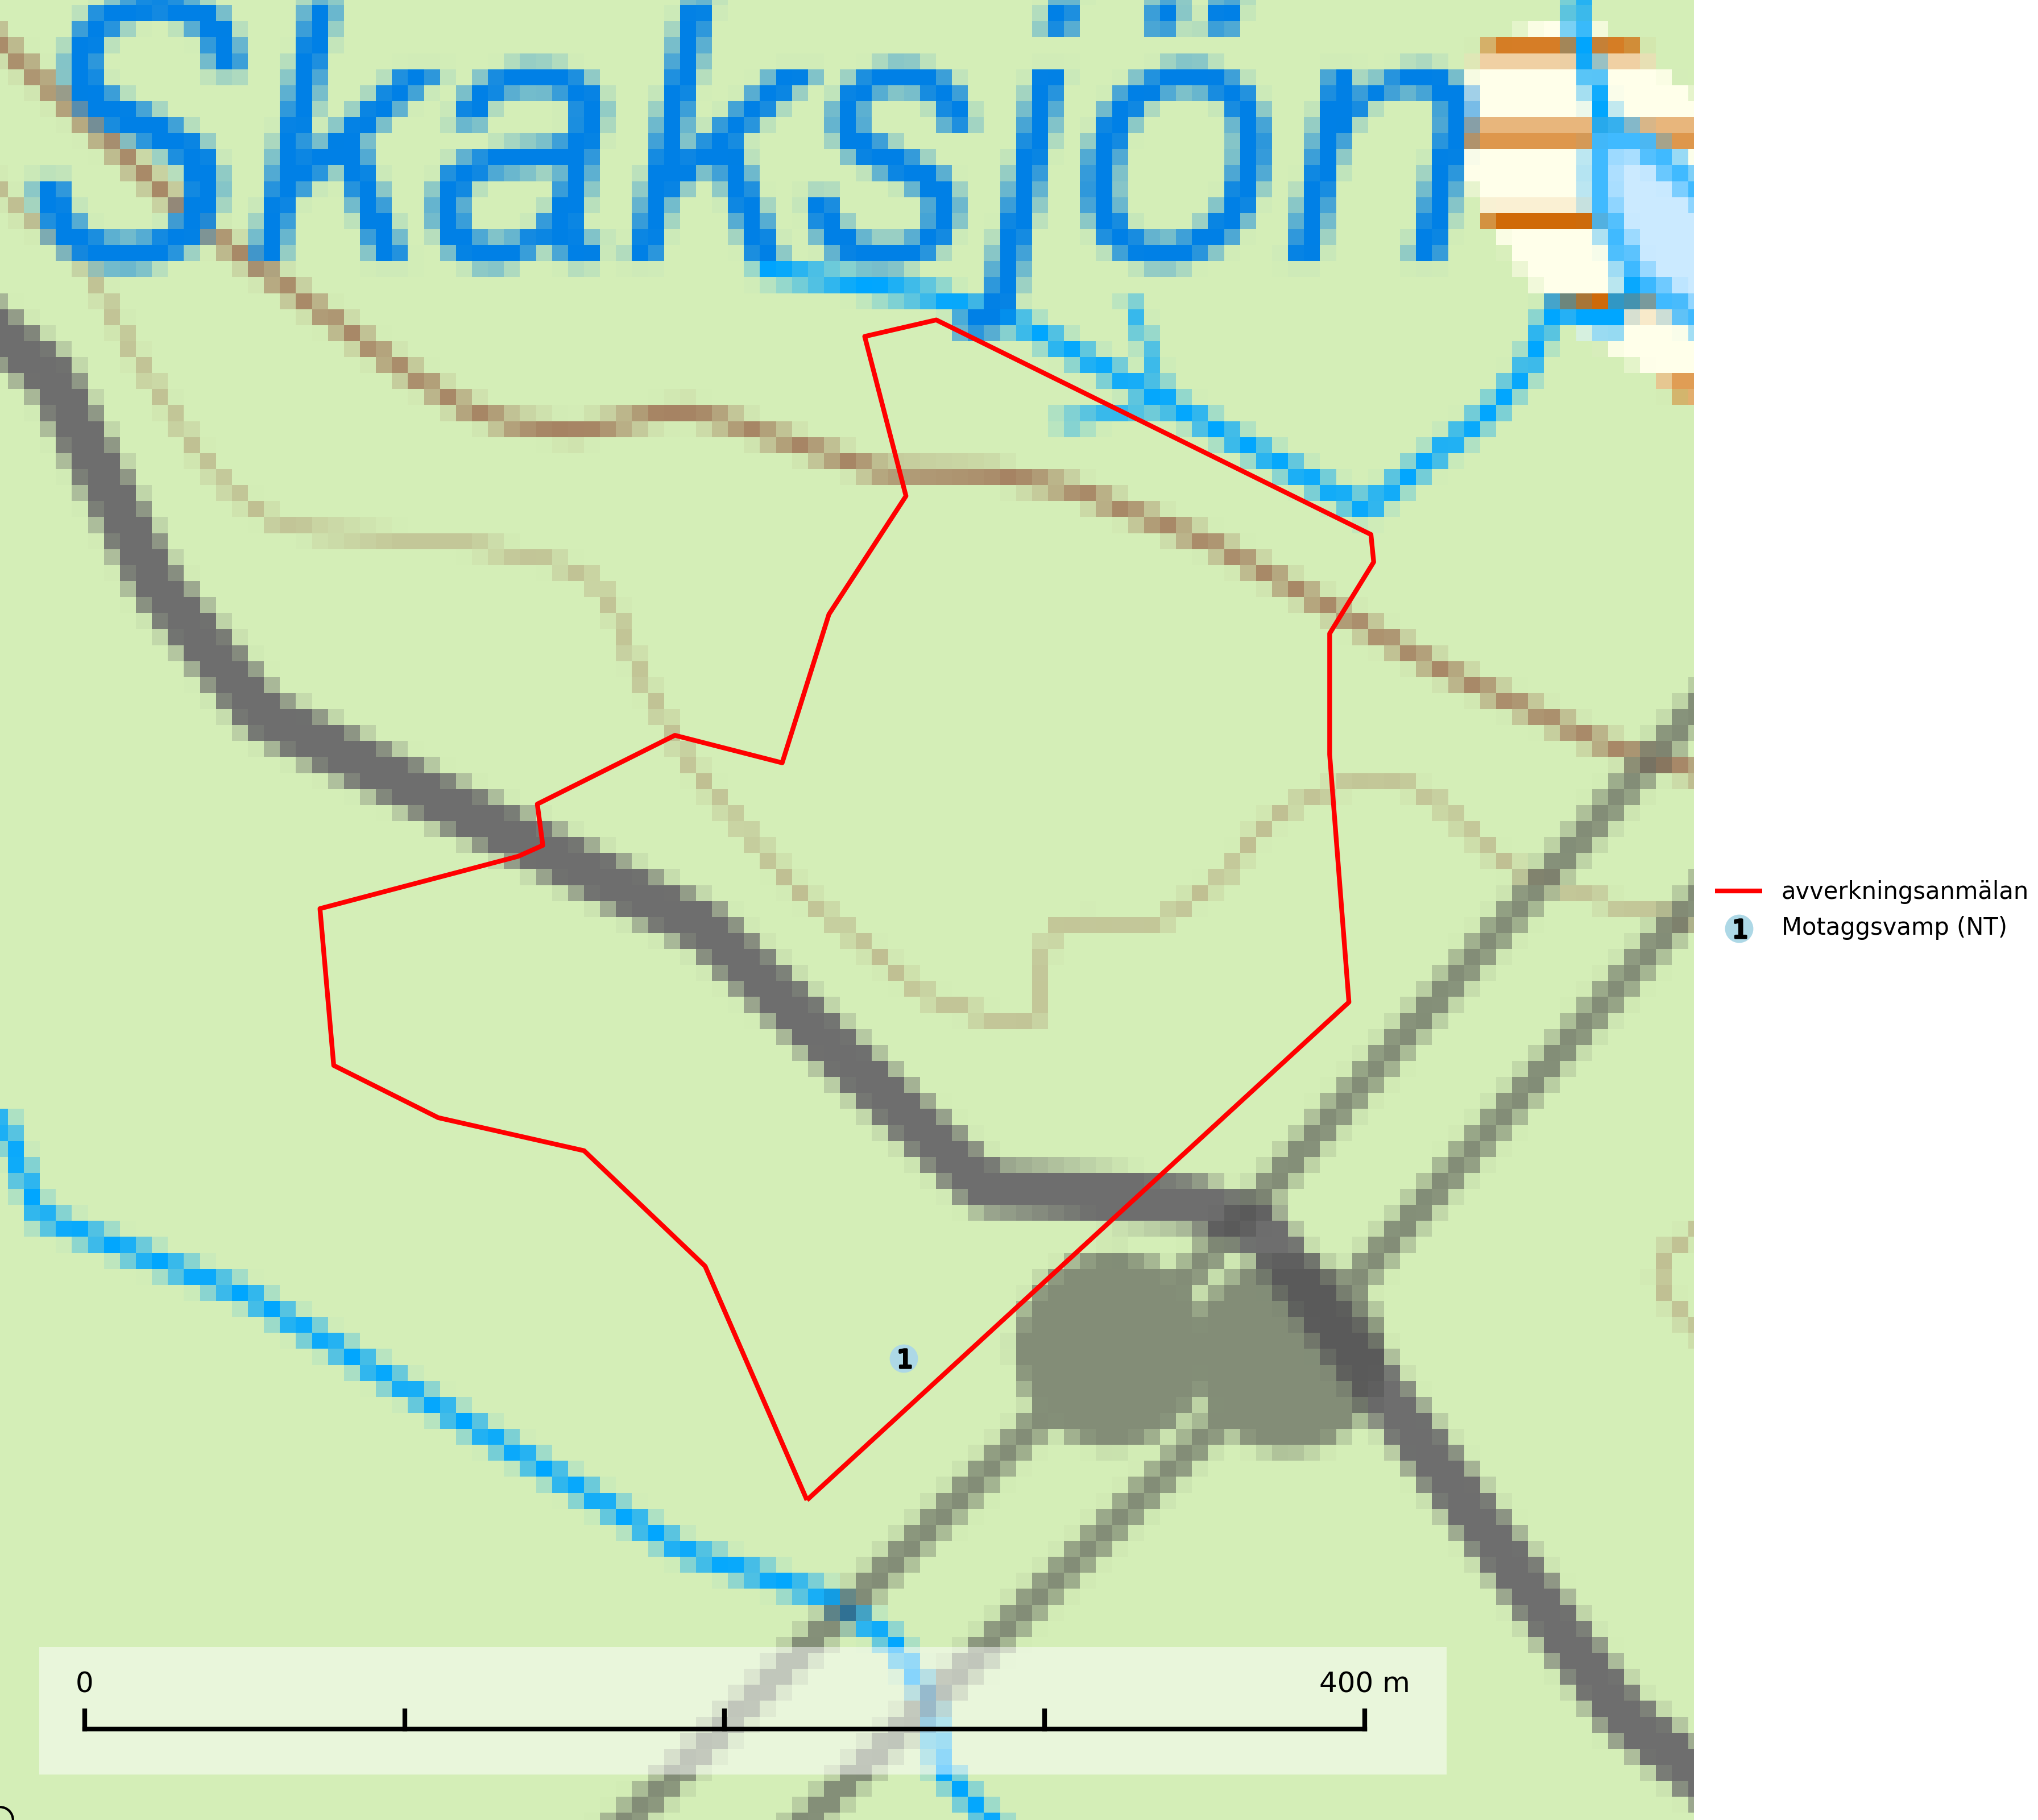 Skaksjön
avverkningsanmälan
1 Motaggsvamp (NT)
1
0 400 m